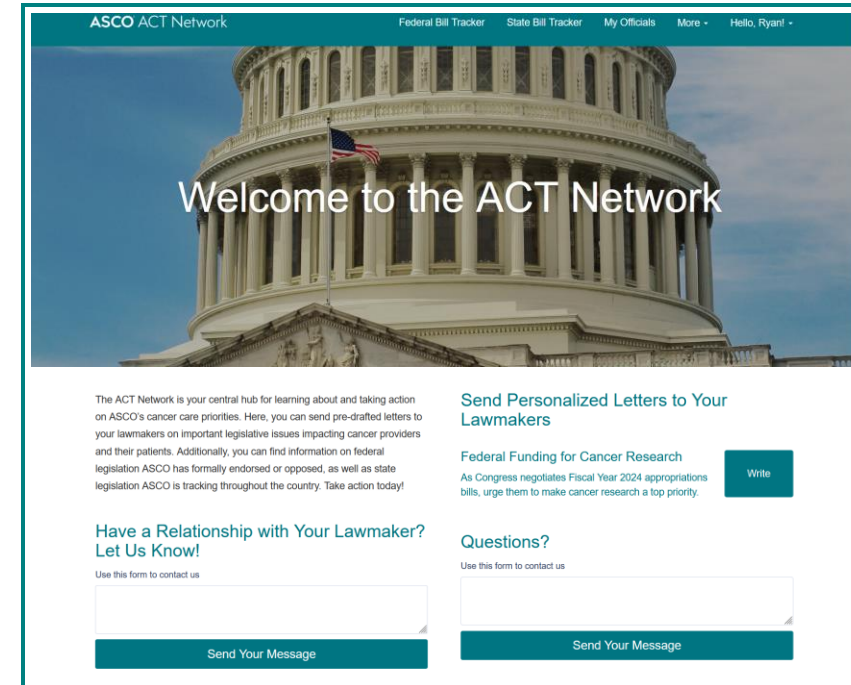 ASCO ACT Network
Federal Bill Tracker State Bill Tracker My Officials More Hello, Ryan!
Welcome to the ACT Network
The ACT Network is your central hub for learning about and taking action
on ASCO's cancer care priorities. Here, you can send pre-drafted letters to
your lawmakers on important legislative issues impacting cancer providers
and their patients. Additionally, you can find information on federal
legislation ASCO has formally endorsed or opposed, as well as state
legislation ASCO is tracking throughout the country. Take action today!
Have a Relationship with Your Lawmaker?
Let Us Know!
Use this form to contact us
Send Your Message
Send Personalized Letters to Your
Lawmakers
Federal Funding for Cancer Research
As Congress negotiates Fiscal Year 2024 appropriations
bills, urge them to make cancer research a top priority.
Write
Questions?
Use this form to contact us
Send Your Message